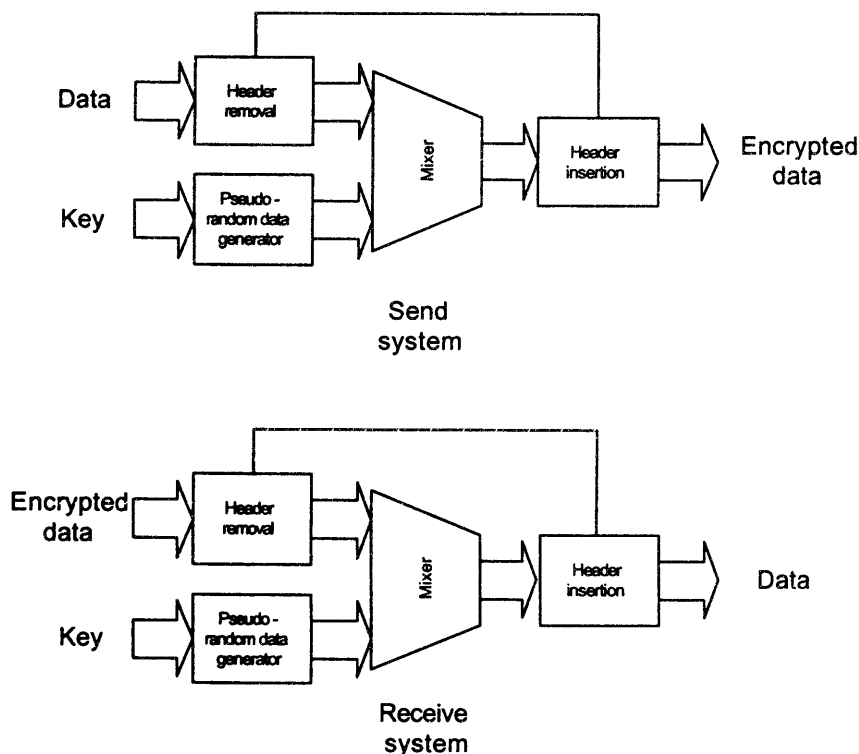 Data
Header
removal
Mixer
Header
insertion
Encrypted
data
Key
Pseudo -
random data
generator
Send
system
Encrypted
data
Header
removal
Mixer
Header
insertion
Data
Key
Pseudo -
random data
generator
Receive
system